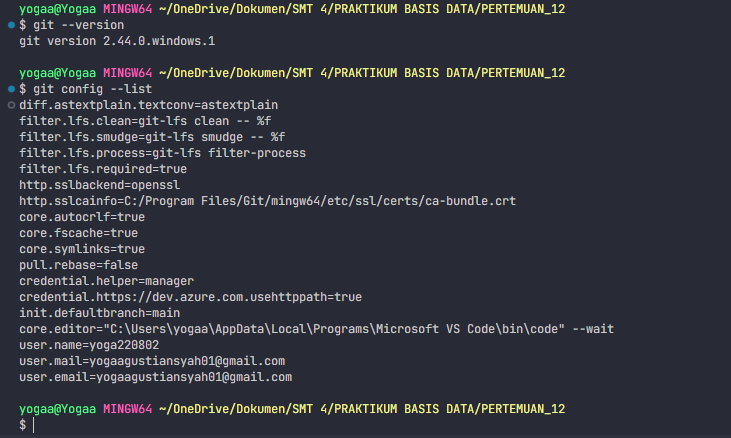 yogaa@Yogaa MINGW64 ~/OneDrive/Dokumen/SMT 4/PRAKTIKUM BASIS DATA/PERTEMUAN_12
$ git --version
git version 2.44.0.windows.1
yogaa@Yogaa MINGW64 ~/OneDrive/Dokumen/SMT 4/PRAKTIKUM BASIS DATA/PERTEMUAN_12
$ git config --list
diff.astextplain.textconv=astextplain
filter.lfs.clean=git-lfs clean -- %f
filter.lfs.smudge=git-lfs smudge -- %f
filter.lfs.process=git-lfs filter-process
filter.lfs.required=true
http.sslbackend=openssl
http.sslcainfo=C:/Program Files/Git/mingw64/etc/ssl/certs/ca-bundle.crt
core.autocrlf=true
core.fscache=true
core.symlinks=true
pull.rebase=false
credential.helper=manager
credential.https://dev.azure.com.usehttppath=true
init.defaultbranch=main
core.editor="C:\Users\yogaa\AppData\Local\Programs\Microsoft VS Code\bin\code" --wait
user.name=yoga220802
user.mail=yogaagustiansyah01@gmail.com
user.email=yogaagustiansyah01@gmail.com
yogaa@Yogaa MINGW64 ~/OneDrive/Dokumen/SMT 4/PRAKTIKUM BASIS DATA/PERTEMUAN_12
$